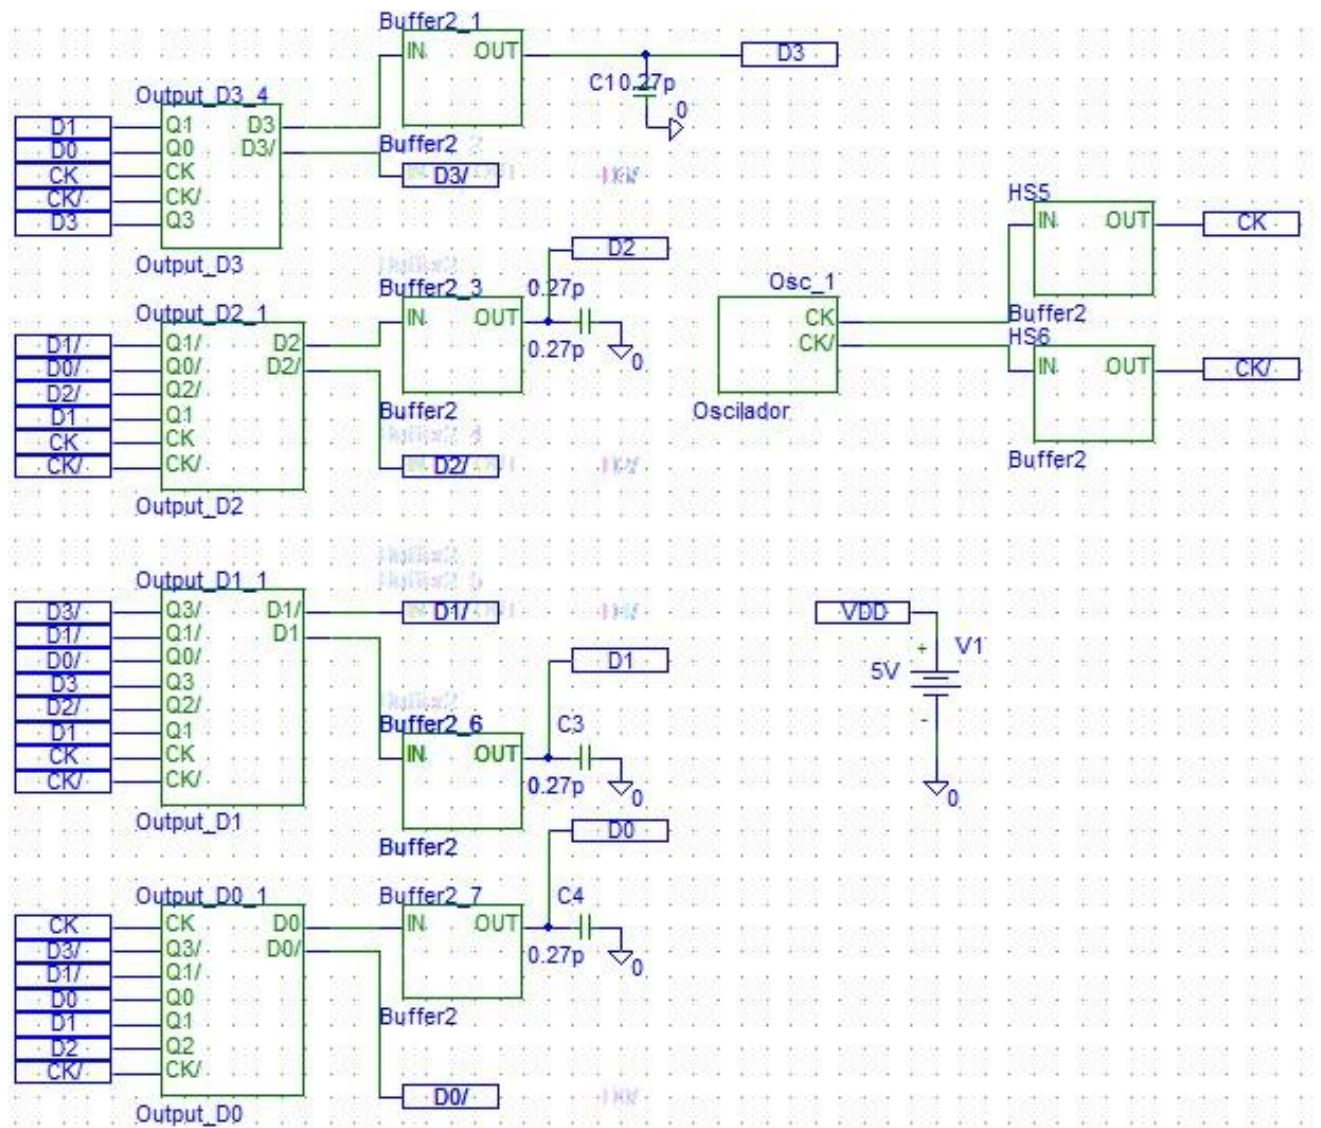 Buffer2_1
IN OUT
D3
C1 0.27p
0
Buffer2
Output_D3_4
D1 Q1 D3
D0 Q0 D3/
CK CK
CK/ CK/
D3 Q3
D3/
Output_D3
D2
Buffer2_3
0.27p
IN OUT
0.27p
0
Buffer2
Output_D2_1
D1/ Q1/ D2
D0/ Q0/ D2/
D2/ Q2/
D1 Q1
CK CK
CK/ CK/
D2/
Output_D2
HS5
IN OUT
CK
Buffer2
Osc_1
CK
CK/
Oscilador
HS6
IN OUT
CK/
Buffer2
Output_D1_1
D3/ Q3/ D1/
D1/ Q1/ D1
D0/ Q0/
D3 Q3
D2/ Q2/
D1 Q1
CK CK
CK/ CK/
D1/
Output_D1
D1
Buffer2_6
C3
IN OUT
0.27p
0
Buffer2
VDD
+
V1
5V
-
0
D0
Output_D0_1
CK CK D0
D3/ Q3/ D0/
D1/ Q1/
D0 Q0
D1 Q1
D2 Q2
CK/ CK/
Output_D0
Buffer2_7
C4
IN OUT
0.27p
0
Buffer2
D0/